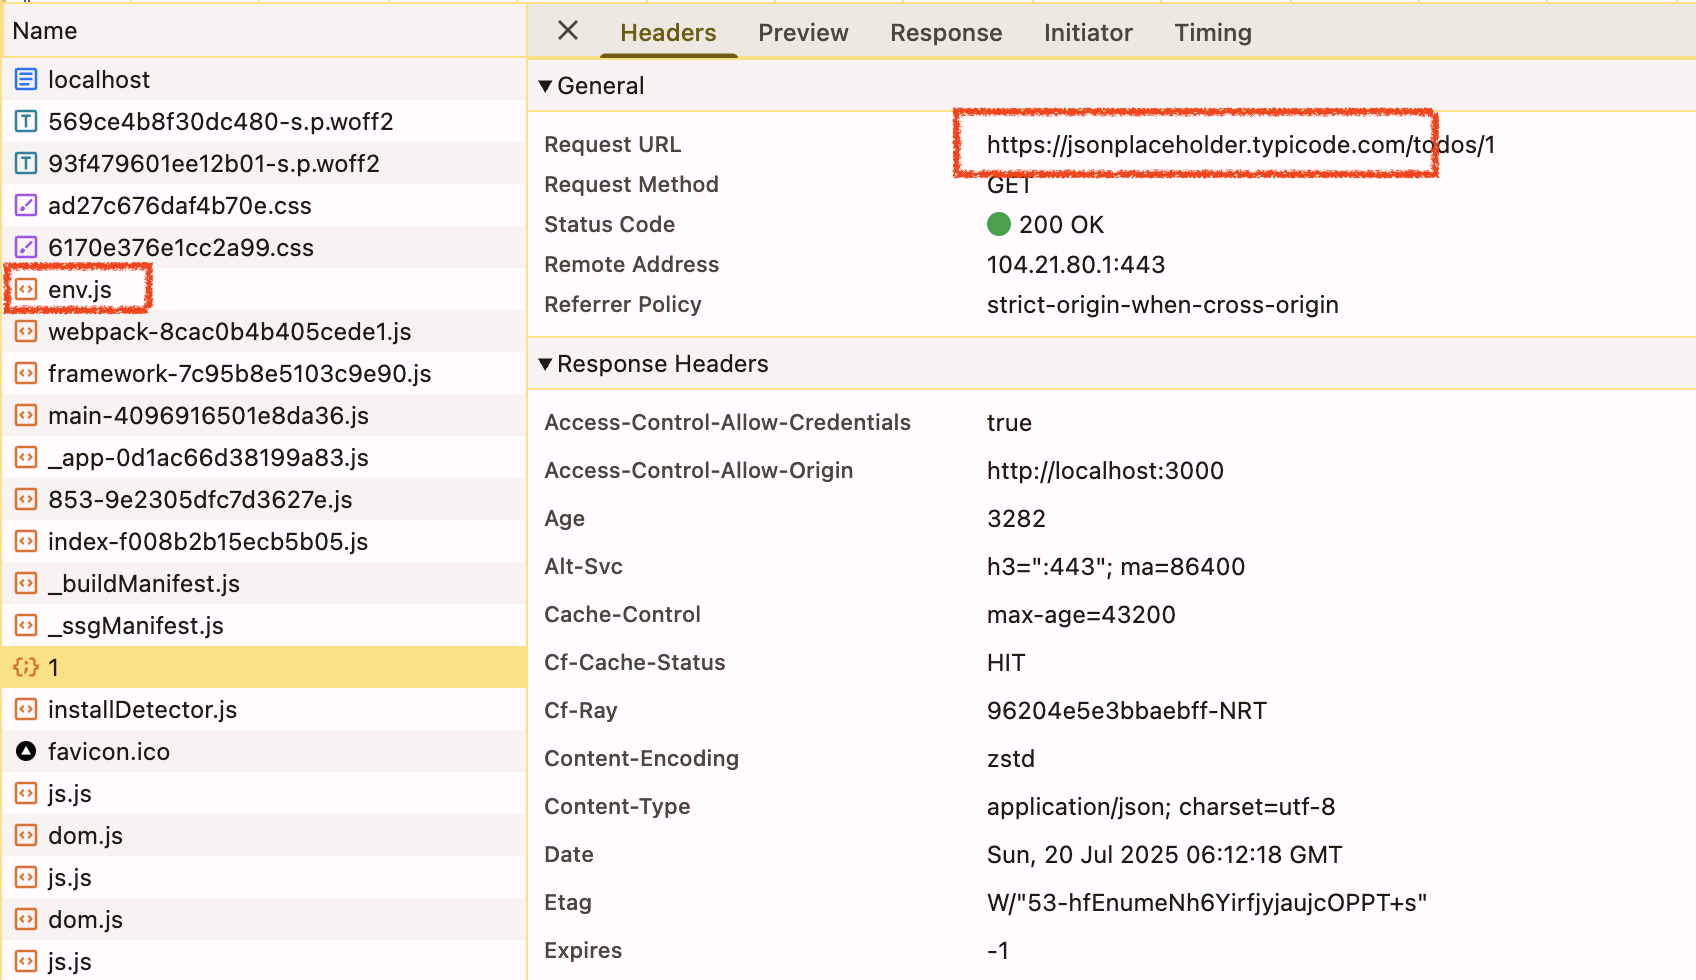 Name
localhost
569ce4b8f30dc480-s.p.woff2
93f479601ee12b01-s.p.woff2
ad27c676daf4b70e.css
6170e376e1cc2a99.css
env.js
webpack-8cac0b4b405cede1.js
framework-7c95b8e5103c9e90.js
main-4096916501e8da36.js
_app-0d1ac66d38199a83.js
853-9e2305dfc7d3627e.js
index-f008b2b15ecb5b05.js
_buildManifest.js
_ssgManifest.js
1
installDetector.js
favicon.ico
js.js
dom.js
js.js
dom.js
js.js
Headers Preview Response Initiator Timing
General
Request URL https://jsonplaceholder.typicode.com/todos/1
Request Method GET
Status Code 200 OK
Remote Address 104.21.80.1:443
Referrer Policy strict-origin-when-cross-origin
Response Headers
Access-Control-Allow-Credentials true
Access-Control-Allow-Origin http://localhost:3000
Age 3282
Alt-Svc h3=":443"; ma=86400
Cache-Control max-age=43200
Cf-Cache-Status HIT
Cf-Ray 96204e5e3bbaebff-NRT
Content-Encoding zstd
Content-Type application/json; charset=utf-8
Date Sun, 20 Jul 2025 06:12:18 GMT
Etag W/"53-hfEnumeNh6YirfjyjaujcOPPT+s"
Expires -1